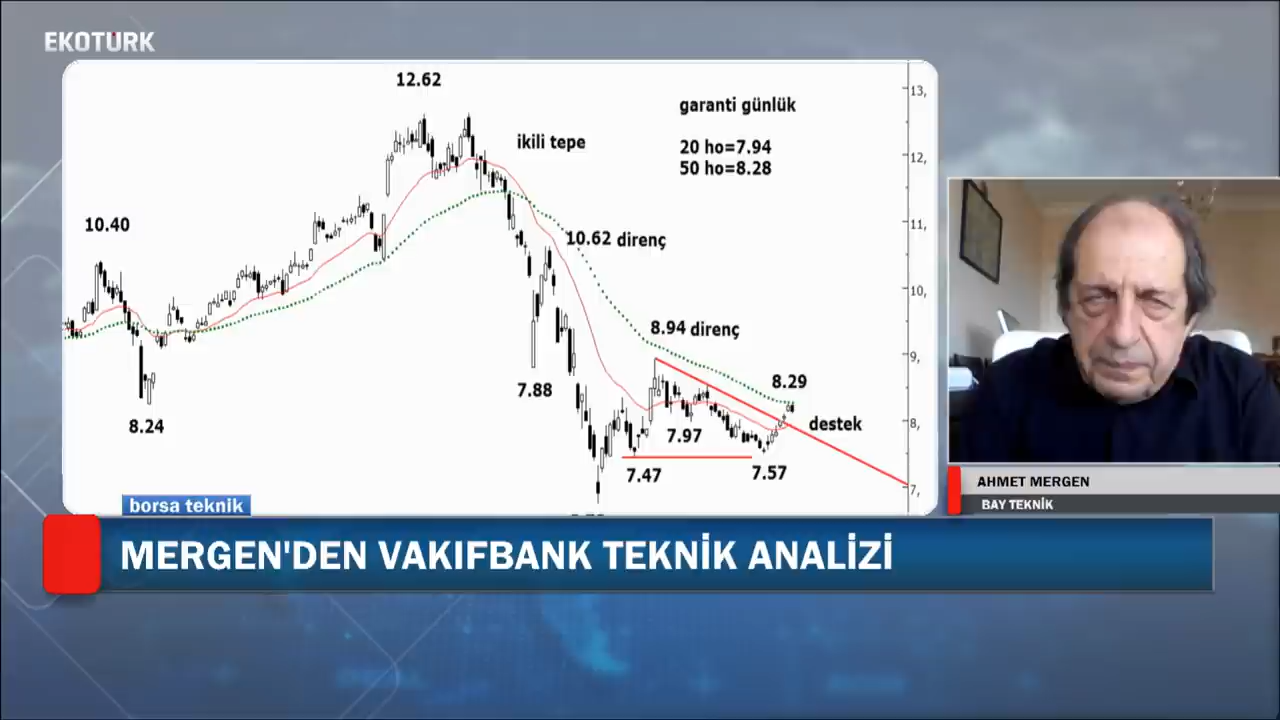 EKOTÜRK
12.62
13,
garanti günlük
ikili tepe
20 ho=7.94
12,
50 ho=8.28
10.40
11,
10.62 direnç
10,
8.94 direnç
9,
8.29
7.88
8.24
7.97
destek
8,
7.47
7.57
7,
AHMET MERGEN
BAY TEKNİK
borsa teknik
MERGEN'DEN VAKIFBANK TEKNİK ANALİZİ